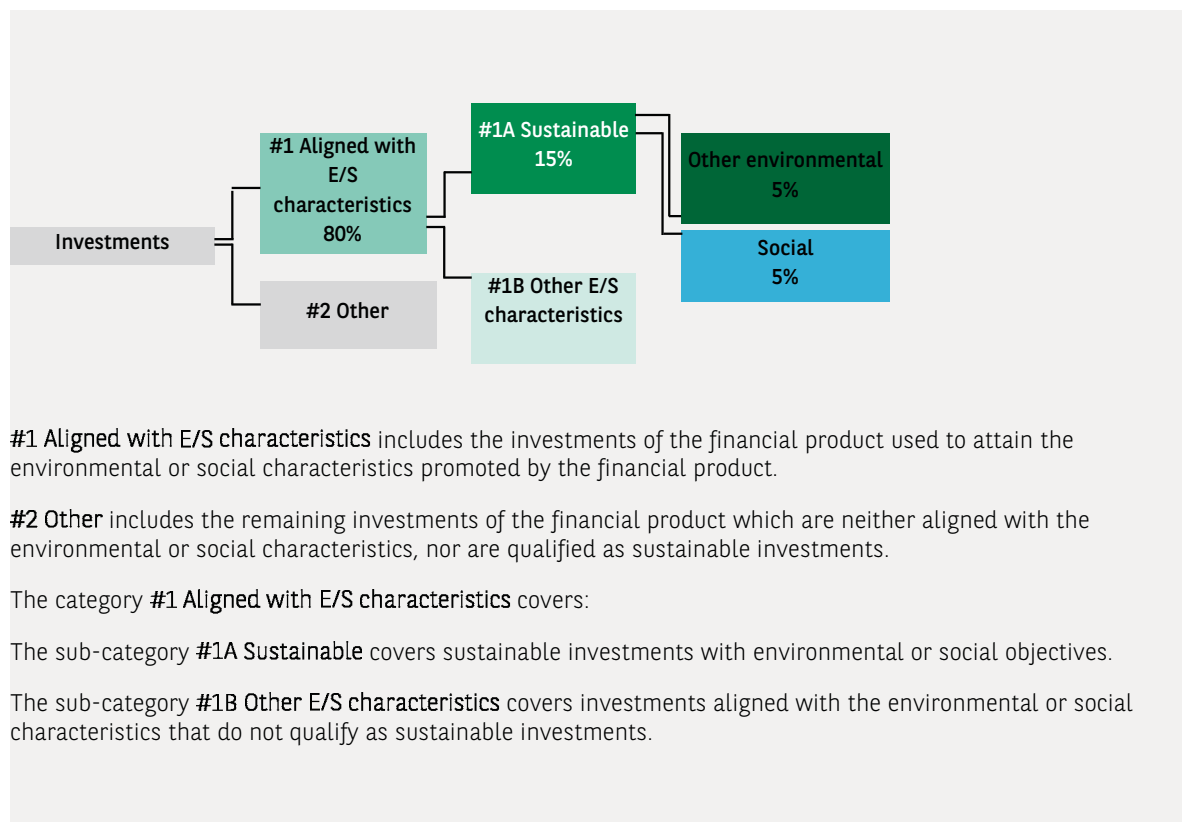 #1A Sustainable
15%
#1 Aligned with
E/S
characteristics
80%
Other environmental
5%
Investments
Social
5%
#2 Other
#1B Other E/S
characteristics
#1 Aligned with E/S characteristics includes the investments of the financial product used to attain the
environmental or social characteristics promoted by the financial product.
#2 Other includes the remaining investments of the financial product which are neither aligned with the
environmental or social characteristics, nor are qualified as sustainable investments.
The category #1 Aligned with E/S characteristics covers:
The sub-category #1A Sustainable covers sustainable investments with environmental or social objectives.
The sub-category #1B Other E/S characteristics covers investments aligned with the environmental or social
characteristics that do not qualify as sustainable investments.